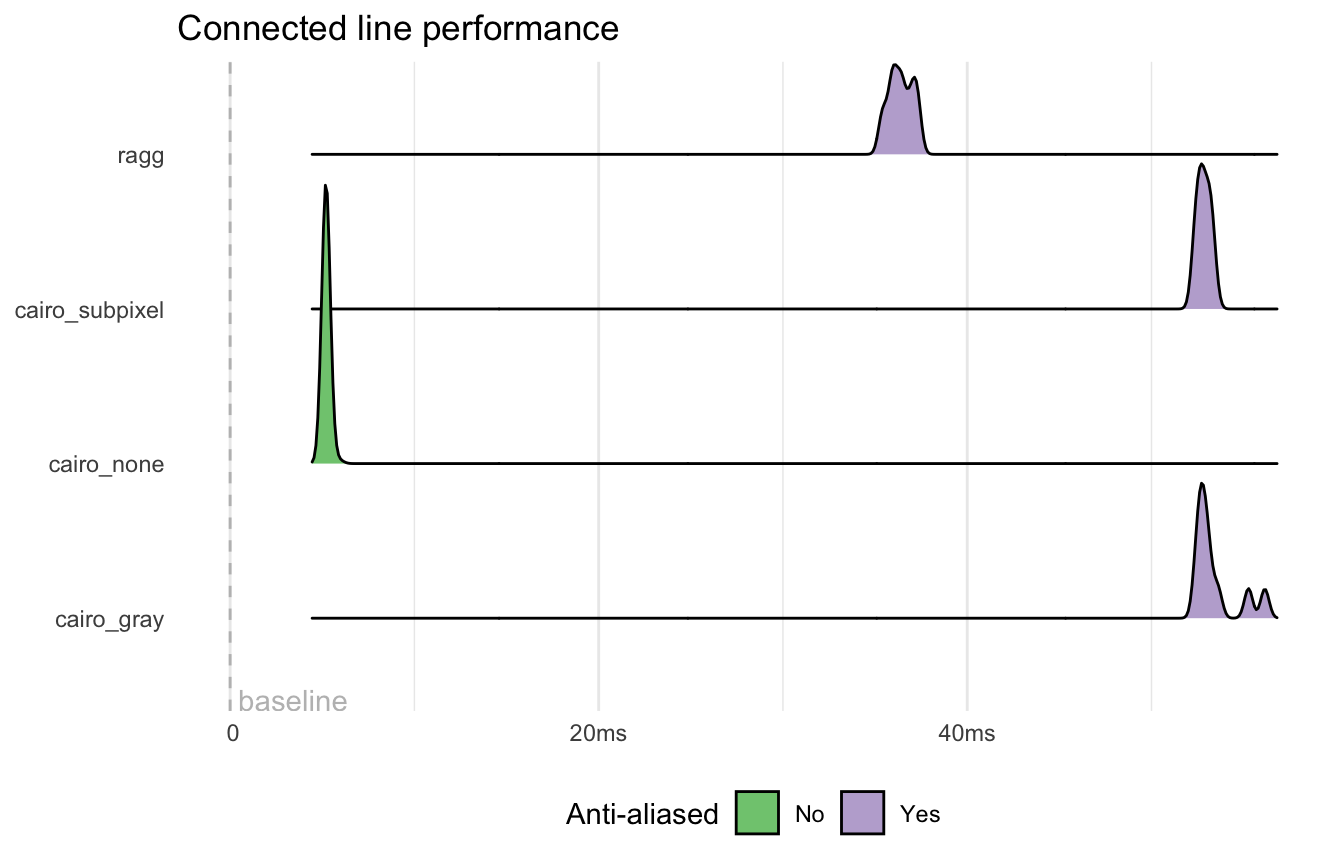 Connected line performance
ragg
cairo_subpixel
cairo_none
cairo_gray
baseline
0 20ms 40ms
Anti-aliased No Yes